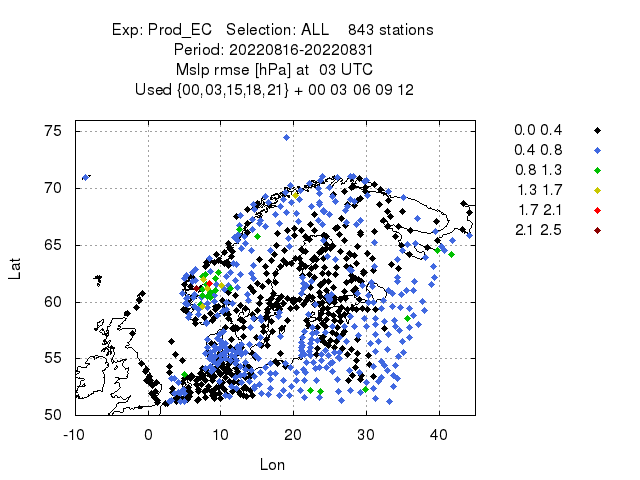 Exp: Prod_EC   Selection: ALL    843 stations
Period: 20220816-20220831
Mslp rmse [hPa] at  03 UTC
Used {00,03,15,18,21} + 00 03 06 09 12
75
70
65
60
55
50
Lat
-10 0 10 20 30 40
Lon
0.0 0.4
0.4 0.8
0.8 1.3
1.3 1.7
1.7 2.1
2.1 2.5